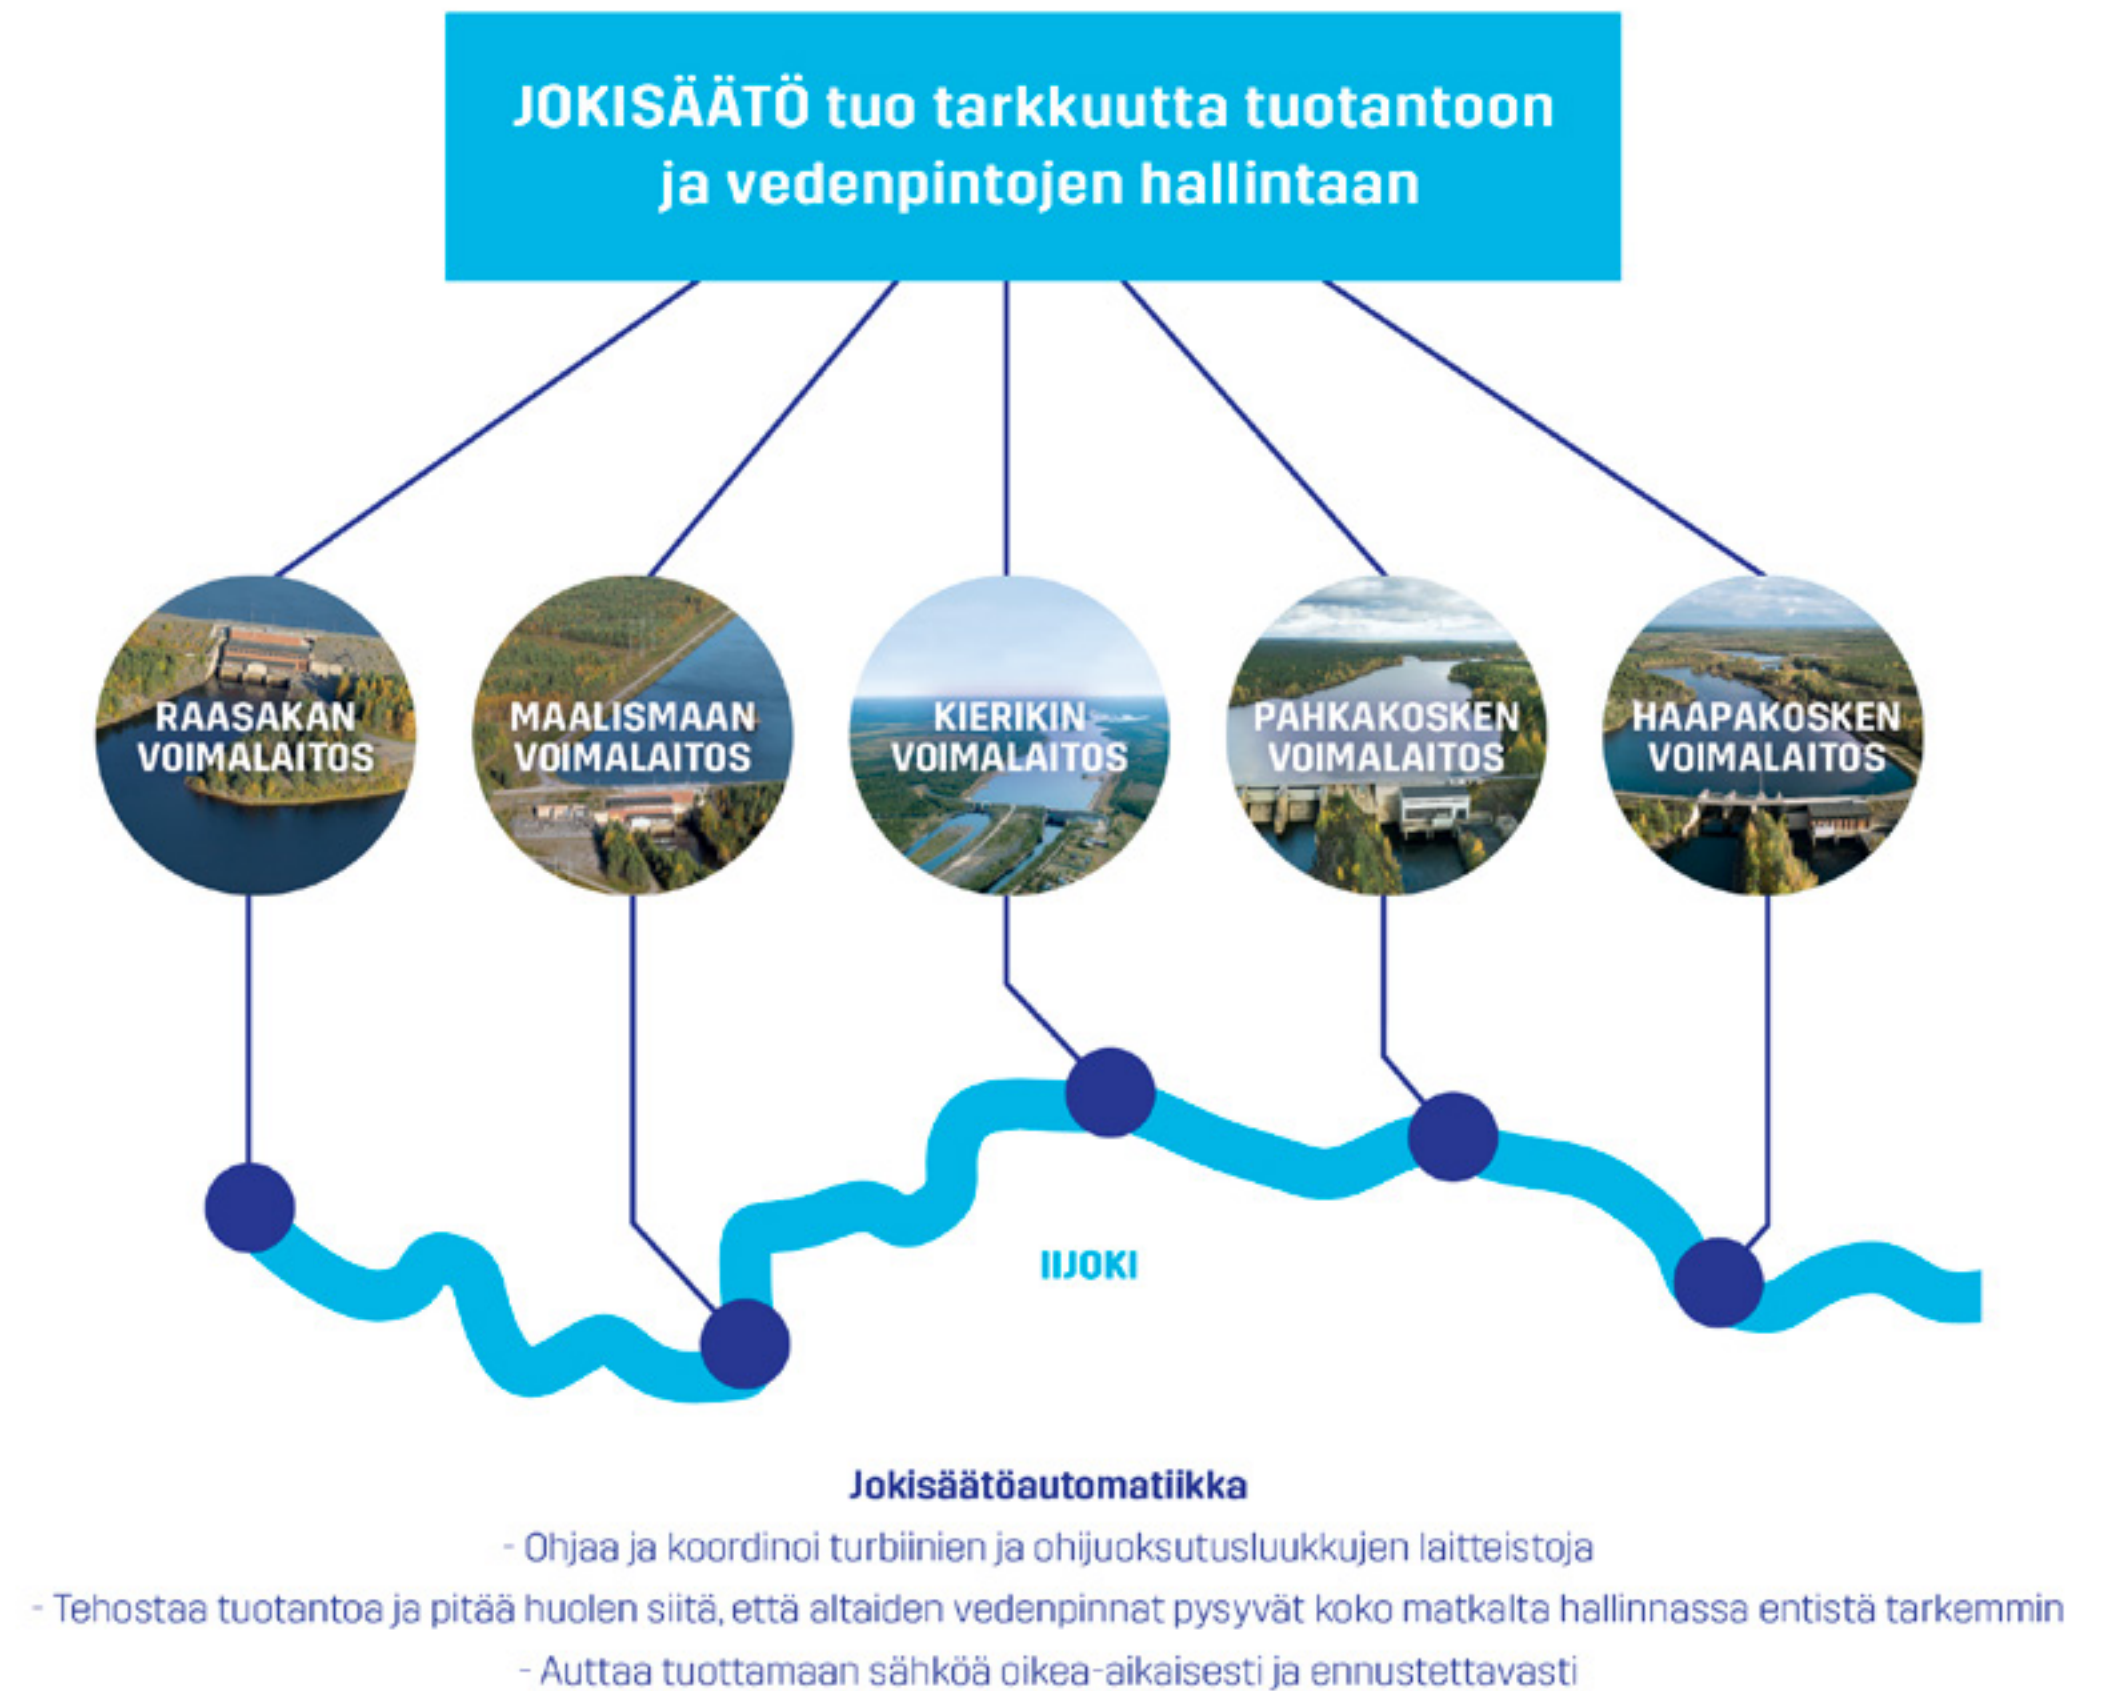 JOKISÄÄTÖ tuo tarkkuutta tuotantoon
ja vedenpintojen hallintaan
RAASAKAN
VOIMALAITOS
MAALISMAAN
VOIMALAITOS
KIERIKIN
VOIMALAITOS
PAHKAKOSKEN
VOIMALAITOS
HAAPAKOSKEN
VOIMALAITOS
IIJOKI
Jokisäätöautomatiikka
- Ohjaa ja koordinoi turbiinien ja ohijuoksutusluukkujen laitteistoja
- Tehostaa tuotantoa ja pitää huolen siitä, että altaiden vedenpinnat pysyvät koko matkalta hallinnassa entistä tarkemmin
- Auttaa tuottamaan sähköä oikea-aikaisesti ja ennustettavasti